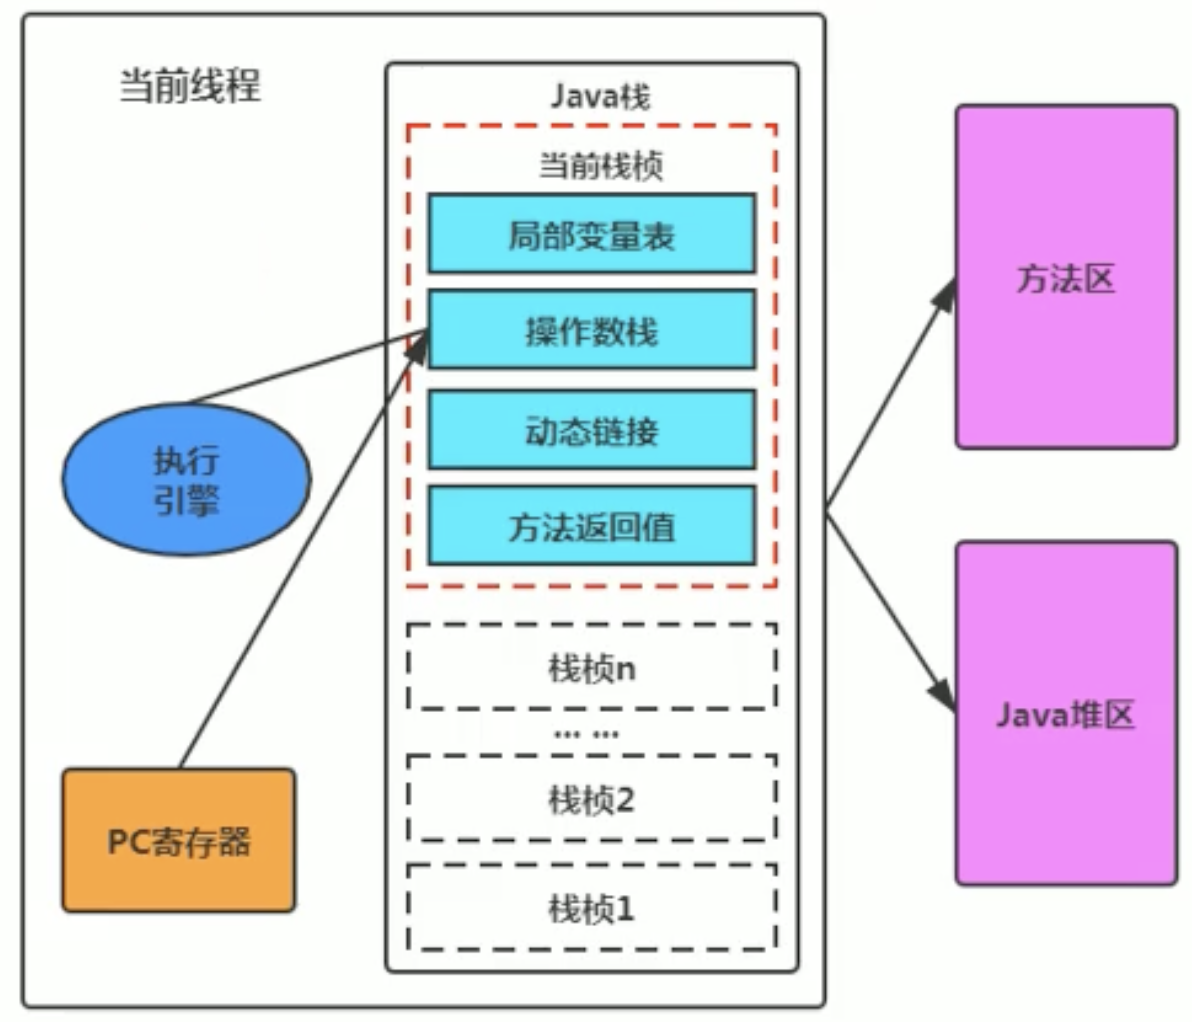 当前线程
Java栈
当前栈桢
局部变量表
操作数栈
动态链接
方法返回值
执行
引擎
栈桢n
... ...
栈桢2
栈桢1
PC寄存器
方法区
Java堆区